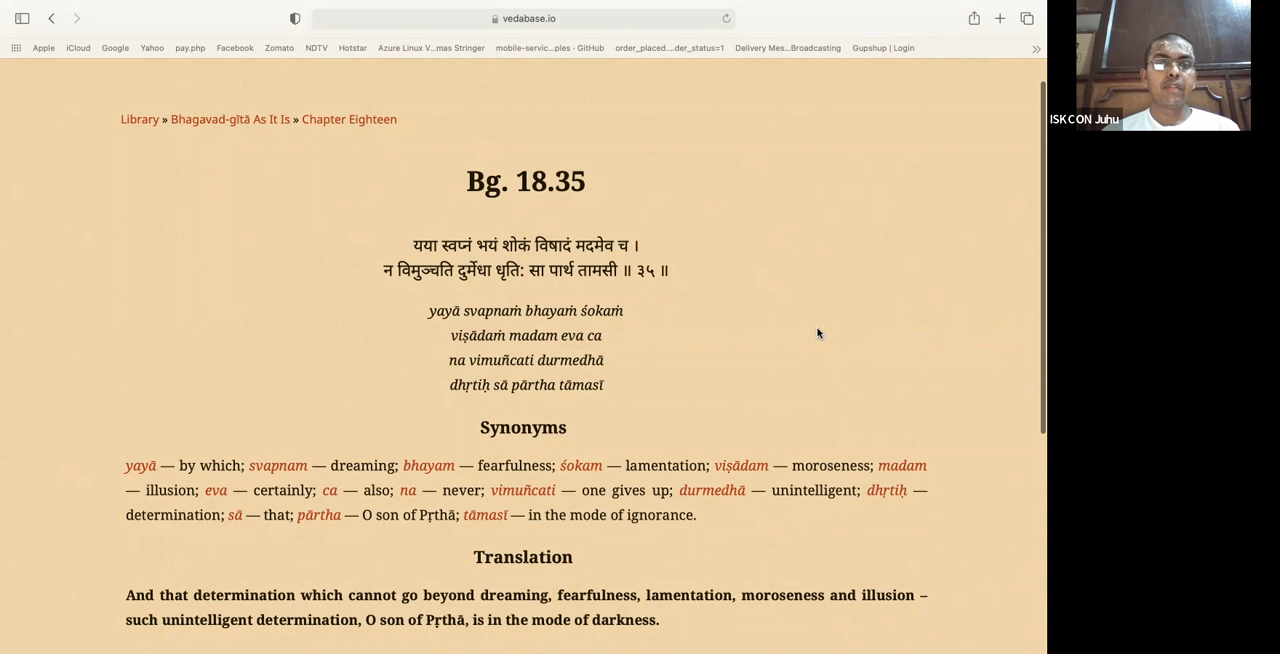 vedabase.io
Apple iCloud Google Yahoo pay.php Facebook Zomato NDTV Hotstar Azure Linux V...mas Stringer mobile-servic...ples · GitHub order_placed....der_status=1 Delivery Mes...Broadcasting Gupshup | Login
ISKCON Juhu
Library » Bhagavad-gītā As It Is » Chapter Eighteen
Bg. 18.35
यया स्वप्नं भयं शोकं विषादं मदमेव च ।
न विमुञ्चति दुर्मेधा धृति: सा पार्थ तामसी ॥ ३५ ॥
yayā svapnaṁ bhayaṁ śokaṁ
viṣādaṁ madam eva ca
na vimuñcati durmedhā
dhṛtiḥ sā pārtha tāmasī
Synonyms
yayā — by which; svapnam — dreaming; bhayam — fearfulness; śokam — lamentation; viṣādam — moroseness; madam
— illusion; eva — certainly; ca — also; na — never; vimuñcati — one gives up; durmedhā — unintelligent; dhṛtiḥ —
determination; sā — that; pārtha — O son of Pṛthā; tāmasī — in the mode of ignorance.
Translation
And that determination which cannot go beyond dreaming, fearfulness, lamentation, moroseness and illusion –
such unintelligent determination, O son of Pṛthā, is in the mode of darkness.